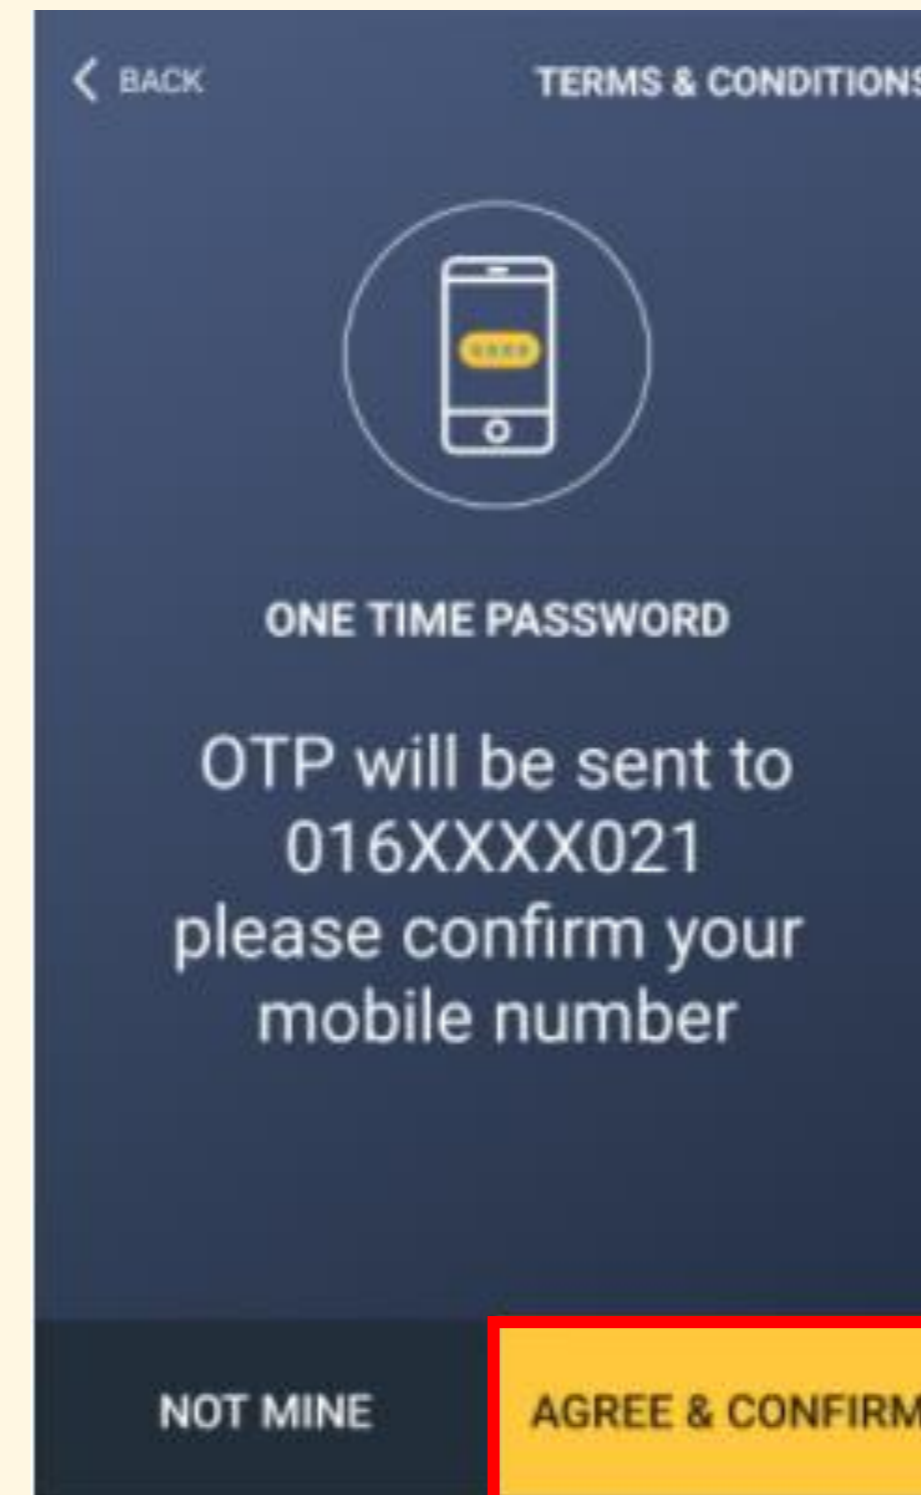 BACK
TERMS & CONDITIONS
ONE TIME PASSWORD
OTP will be sent to
016XXXX021
please confirm your
mobile number
NOT MINE
AGREE & CONFIRM